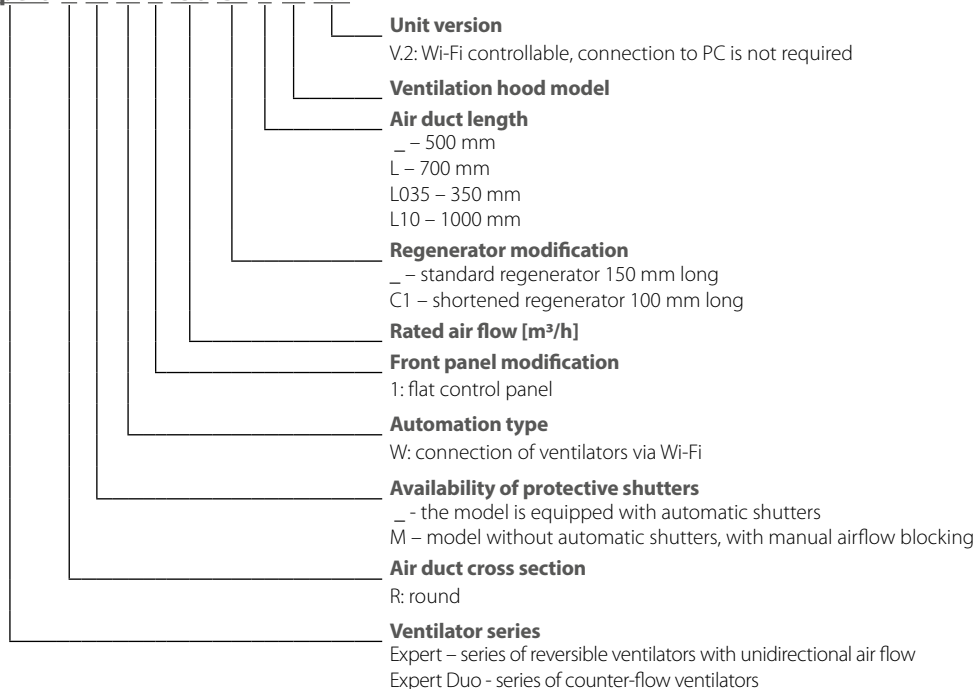 Unit version
V.2: Wi-Fi controllable, connection to PC is not required
Ventilation hood model
Air duct length
_ – 500 mm
L – 700 mm
L035 – 350 mm
L10 – 1000 mm
Regenerator modification
_ – standard regenerator 150 mm long
C1 – shortened regenerator 100 mm long
Rated air flow [m³/h]
Front panel modification
1: flat control panel
Automation type
W: connection of ventilators via Wi-Fi
Availability of protective shutters
_ - the model is equipped with automatic shutters
M – model without automatic shutters, with manual airflow blocking
Air duct cross section
R: round
Ventilator series
Expert – series of reversible ventilators with unidirectional air flow
Expert Duo - series of counter-flow ventilators